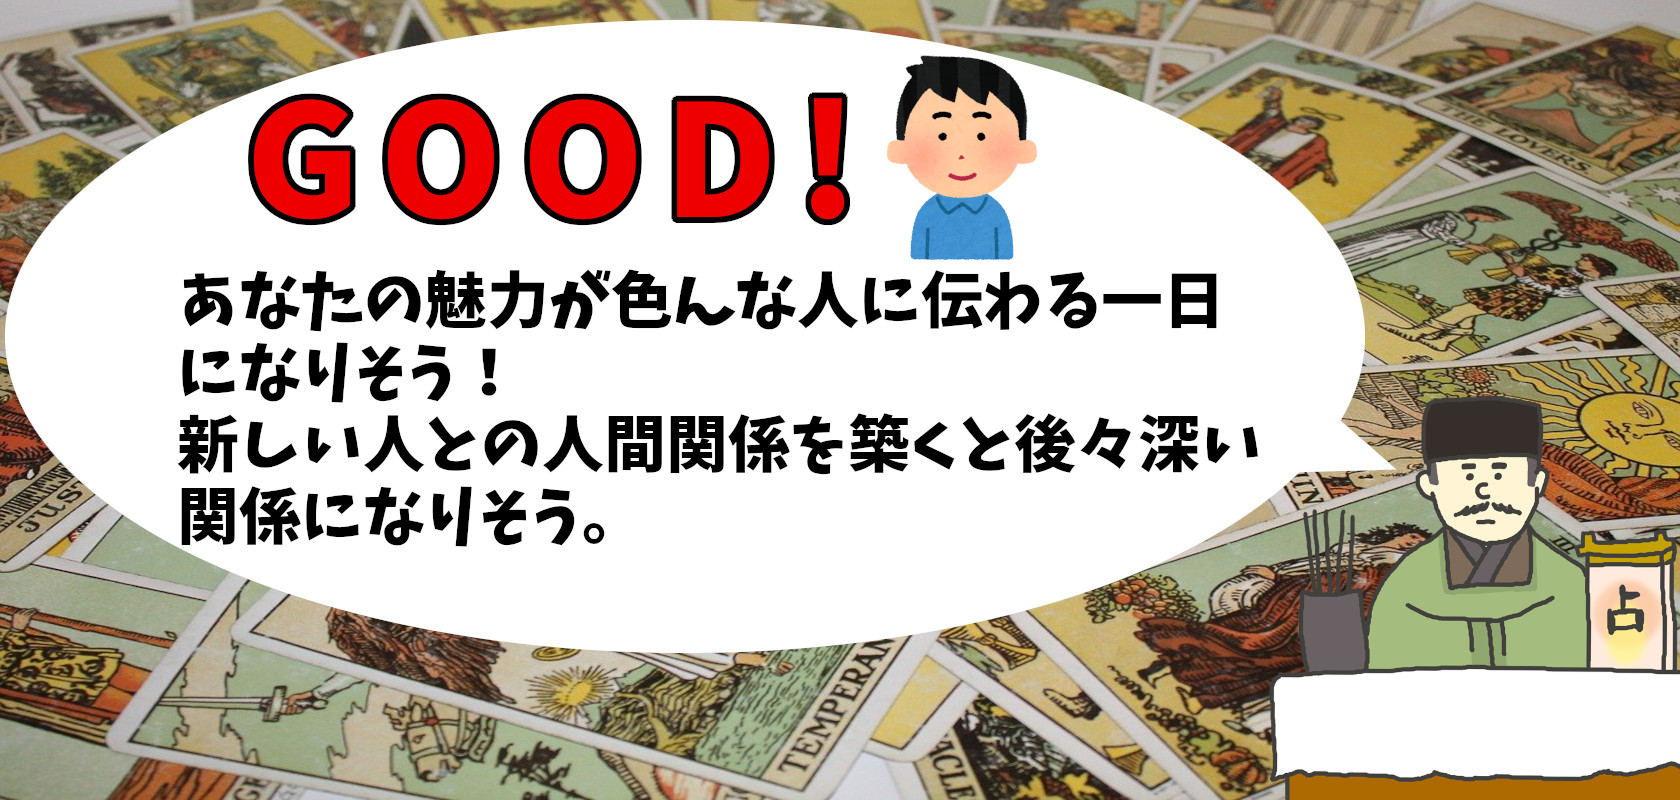 GOOD!
あなたの魅力が色んな人に伝わる一日
になりそう!
新しい人との人間関係を築くと後々深い
関係になりそう。
THE LOVERS.
占
TEMPERAN